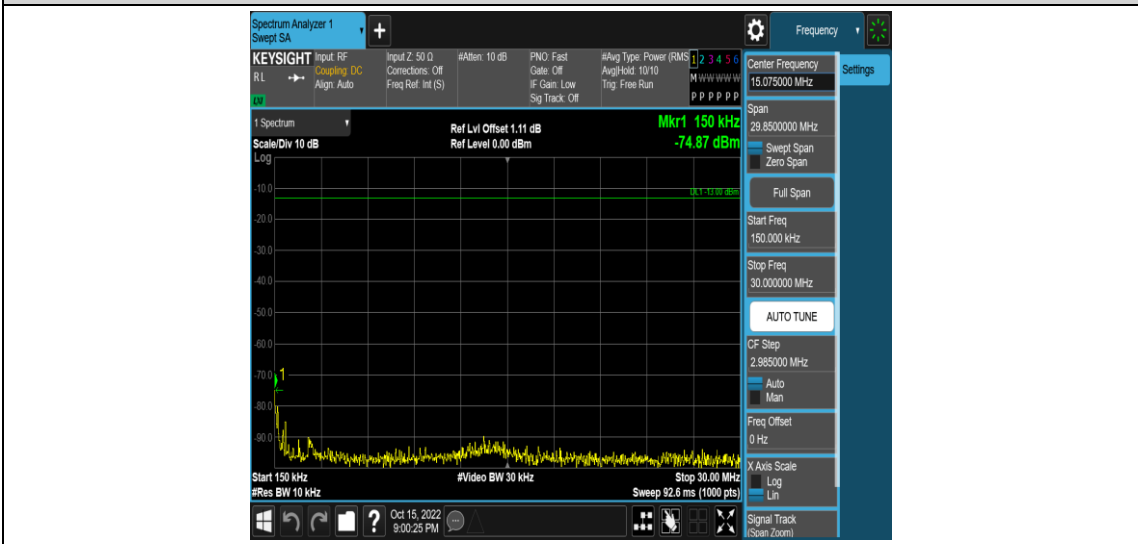 Spectrum Analyzer 1
Swept SA
+
Frequency
KEYSIGHT
RL
Input: RF
Coupling: DC
Align: Auto
Input Z: 50 Ω
Corrections: Off
Freq Ref: Int (S)
#Atten: 10 dB
PNO: Fast
Gate: Off
IF Gain: Low
Sig Track: Off
#Avg Type: Power (RMS
Avg|Hold: 10/10
Trig: Free Run
1 2 3 4 5 6
M W W W W W
P P P P P P
1 Spectrum
Scale/Div 10 dB
Log
Ref Lvl Offset 1.11 dB
Ref Level 0.00 dBm
Mkr1 150 kHz
-74.87 dBm
DL1 -13.00 dBm
-10.0
-20.0
-30.0
-40.0
-50.0
-60.0
-70.0
-80.0
-90.0
1
Start 150 kHz
#Res BW 10 kHz
#Video BW 30 kHz
Stop 30.00 MHz
Sweep 92.6 ms (1000 pts)
Center Frequency
15.075000 MHz
Settings
Span
29.8500000 MHz
Swept Span
Zero Span
Full Span
Start Freq
150.000 kHz
Stop Freq
30.000000 MHz
AUTO TUNE
CF Step
2.985000 MHz
Auto
Man
Freq Offset
0 Hz
X Axis Scale
Log
Lin
Signal Track
(Span Zoom)
?
Oct 15, 2022
9:00:25 PM